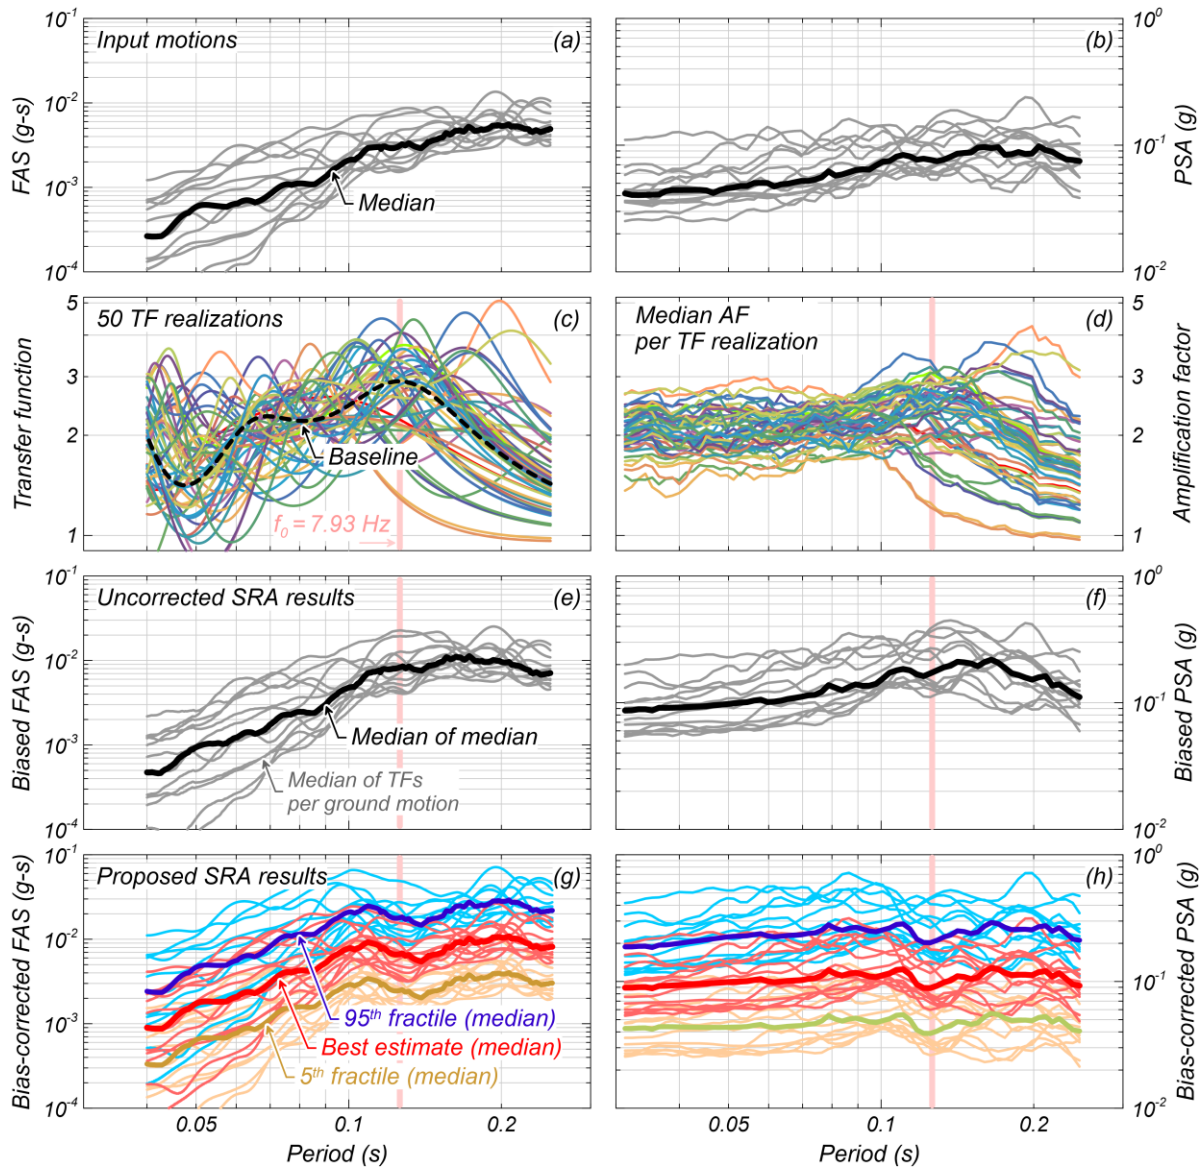 Input motions
(a)
(b)
10⁻¹
10⁻²
10⁻³
10⁻⁴
FAS (g-s)
Median
10⁰
10⁻¹
10⁻²
PSA (g)
50 TF realizations
(c)
Median AF
per TF realization
(d)
5
3
2
1
Transfer function
Baseline
f₀ = 7.93 Hz
5
3
2
1
Amplification factor
Uncorrected SRA results
(e)
(f)
10⁻¹
10⁻²
10⁻³
10⁻⁴
Biased FAS (g-s)
Median of median
Median of TFs
per ground motion
10⁰
10⁻¹
10⁻²
Biased PSA (g)
Proposed SRA results
(g)
(h)
10⁻¹
10⁻²
10⁻³
10⁻⁴
Bias-corrected FAS (g-s)
95th fractile (median)
Best estimate (median)
5th fractile (median)
10⁰
10⁻¹
10⁻²
Bias-corrected PSA (g)
0.05
0.1
0.2
0.05
0.1
0.2
Period (s)
Period (s)